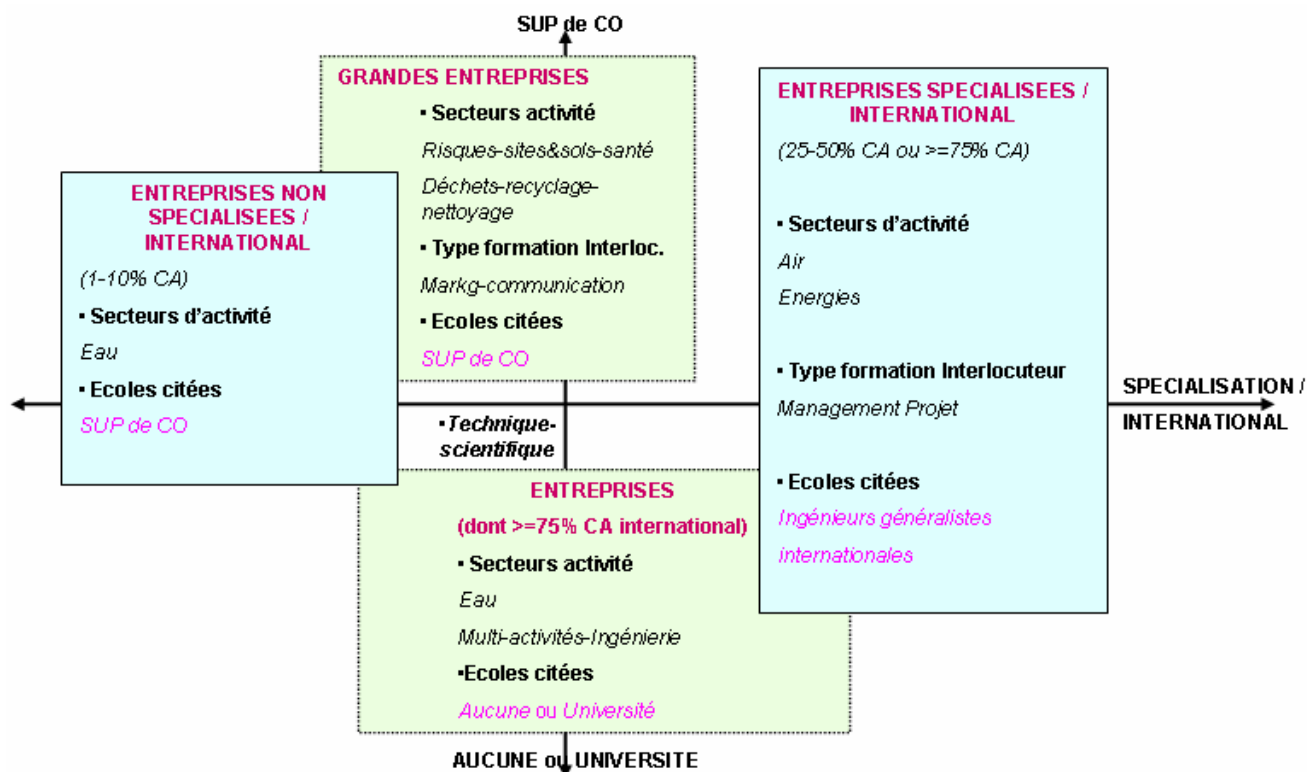 SUP de CO
GRANDES ENTREPRISES
▪ Secteurs activité
Risques-sites&sols-santé
Déchets-recyclage-
nettoyage
▪ Type formation Interloc.
Markg-communication
▪ Ecoles citées
SUP de CO
ENTREPRISES NON
SPECIALISEES /
INTERNATIONAL
(1-10% CA)
▪ Secteurs d'activité
Eau
▪ Ecoles citées
SUP de CO
ENTREPRISES SPECIALISEES /
INTERNATIONAL
(25-50% CA ou >=75% CA)
▪ Secteurs d'activité
Air
Energies
▪ Type formation Interlocuteur
Management Projet
▪ Ecoles citées
Ingénieurs généralistes
internationales
SPECIALISATION /
INTERNATIONAL
▪Technique-
scientifique
ENTREPRISES
(dont >=75% CA international)
▪ Secteurs activité
Eau
Multi-activités-Ingénierie
▪Ecoles citées
Aucune ou Université
AUCUNE ou UNIVERSITE